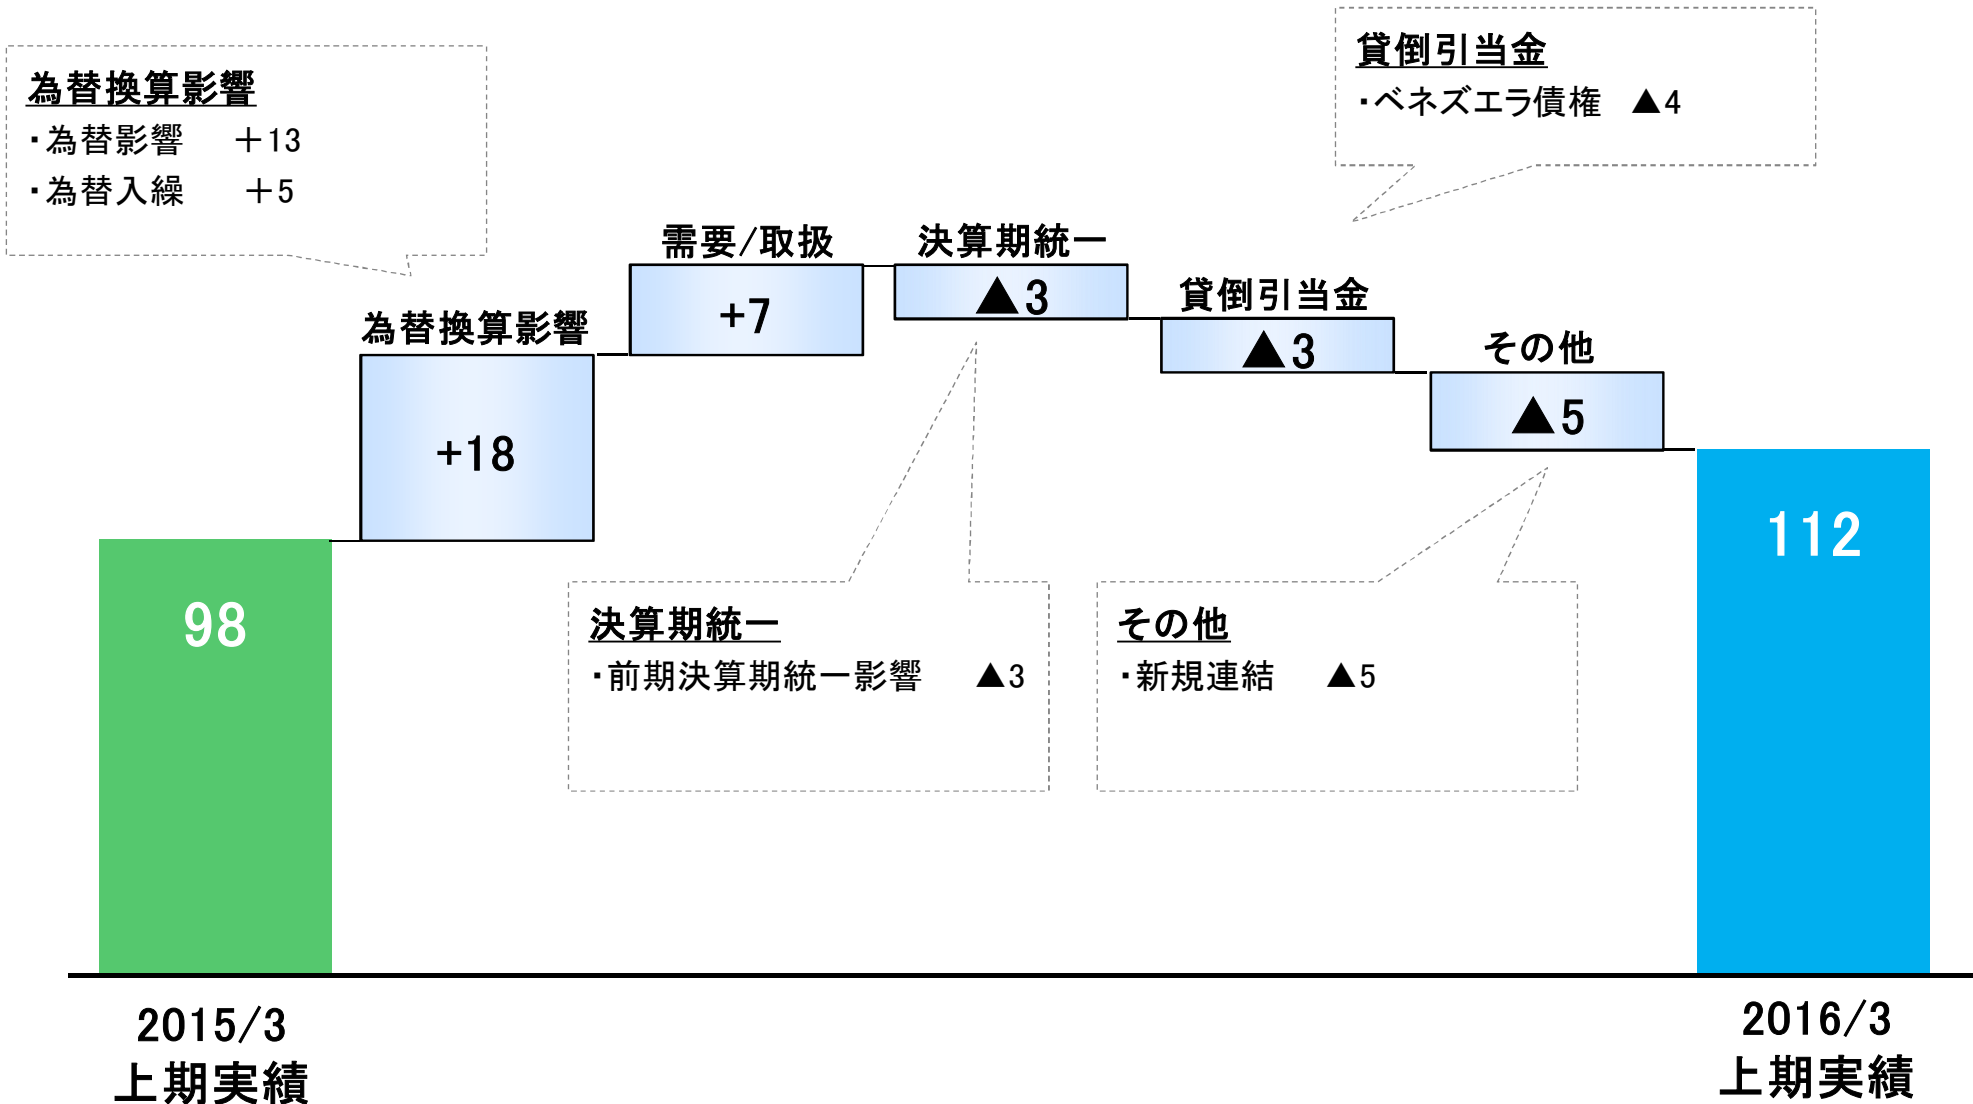 為替換算影響
・為替影響 ＋13
・為替入繰 ＋5
貸倒引当金
・ベネズエラ債権 ▲4
為替換算影響
+18
需要/取扱
+7
決算期統一
▲3
貸倒引当金
▲3
その他
▲5
98
112
決算期統一
・前期決算期統一影響 ▲3
その他
・新規連結 ▲5
2015/3
上期実績
2016/3
上期実績